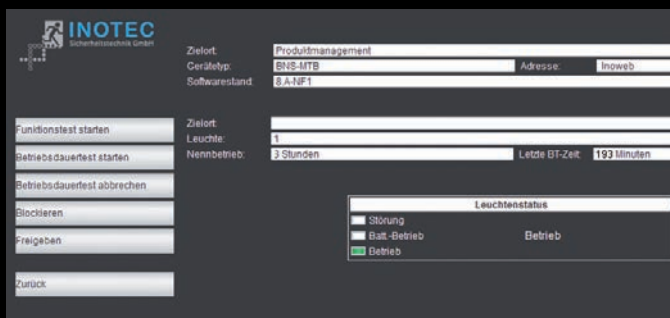 INOTEC
Sicherheitstechnik GmbH
Zielort: Produktmanagement
Gerätetyp: BNS-MTB Adresse: Inoweb
Softwarestand: 8.A-NF1
Zielort:
Leuchte: 1
Nennbetrieb: 3 Stunden Letzte BT-Zeit: 193 Minuten
Funktionstest starten
Betriebsdauertest starten
Betriebsdauertest abbrechen
Blockieren
Freigeben
Zurück
Leuchtenstatus
Störung
Batt.-Betrieb Betrieb
Betrieb